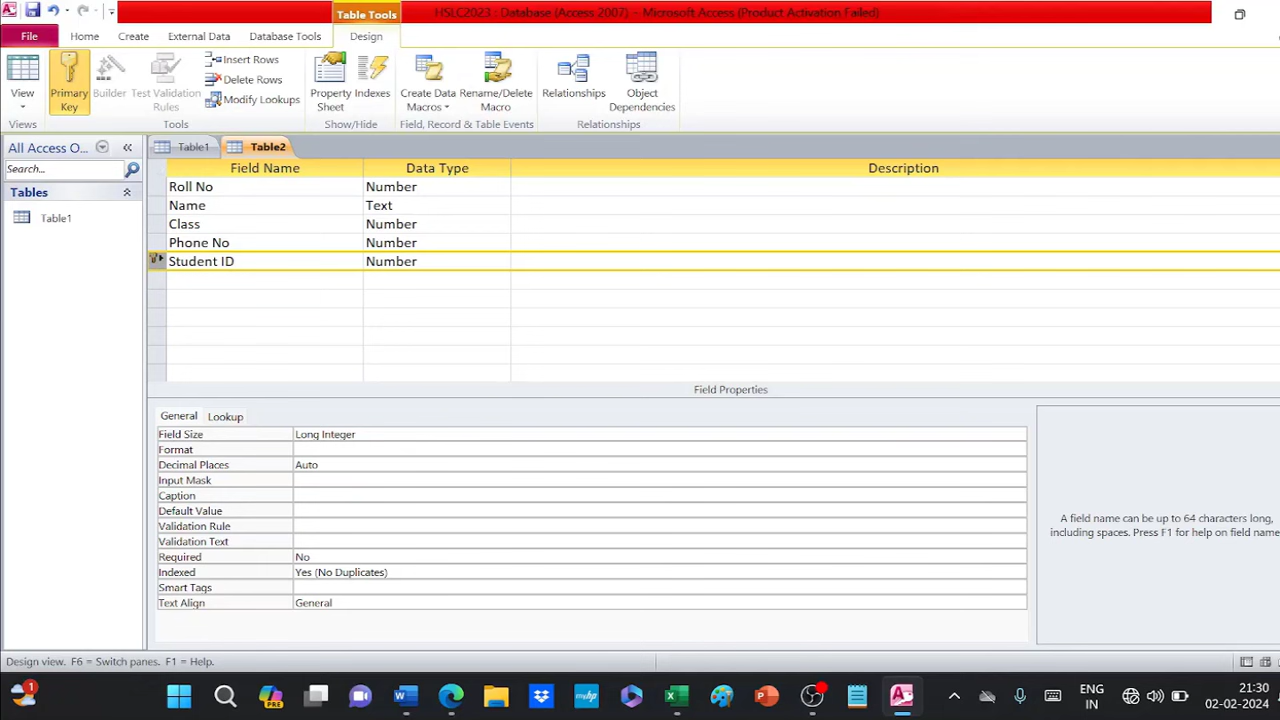 Table Tools
HSLC2023 : Database (Access 2007) - Microsoft Access (Product Activation Failed)
File
Home
Create
External Data
Database Tools
Design
View
Primary
Key
Builder
Test Validation
Rules
Insert Rows
Delete Rows
Modify Lookups
Property
Sheet
Indexes
Create Data
Macros
Rename/Delete
Macro
Relationships
Object
Dependencies
Views
Tools
Show/Hide
Field, Record & Table Events
Relationships
All Access O...
Search...
Tables
Table1
Table1
Table2
Field Name Data Type Description
Roll No Number
Name Text
Class Number
Phone No Number
Student ID Number
Field Properties
General
Lookup
Field Size Long Integer
Format
Decimal Places Auto
Input Mask
Caption
Default Value
Validation Rule
Validation Text
Required No
Indexed Yes (No Duplicates)
Smart Tags
Text Align General
A field name can be up to 64 characters long,
including spaces. Press F1 for help on field name
Design view. F6 = Switch panes. F1 = Help.
1
PRE
W
myhp
ENG
IN
21:30
02-02-2024